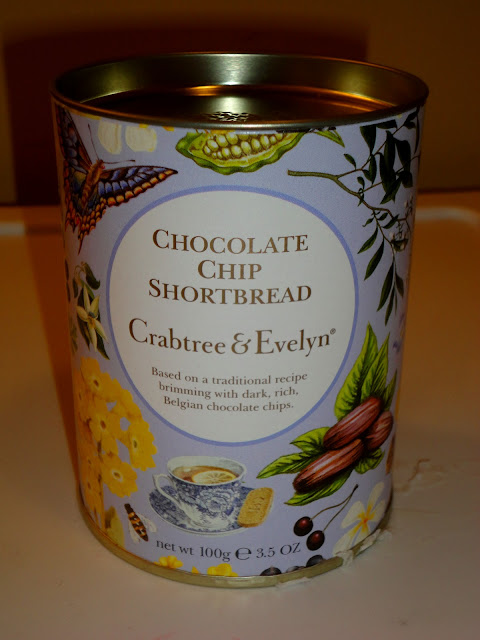 CHOCOLATE
CHIP
SHORTBREAD
Crabtree & Evelyn®
Based on a traditional recipe
brimming with dark, rich,
Belgian chocolate chips.
net wt 100g ℮ 3.5 OZ